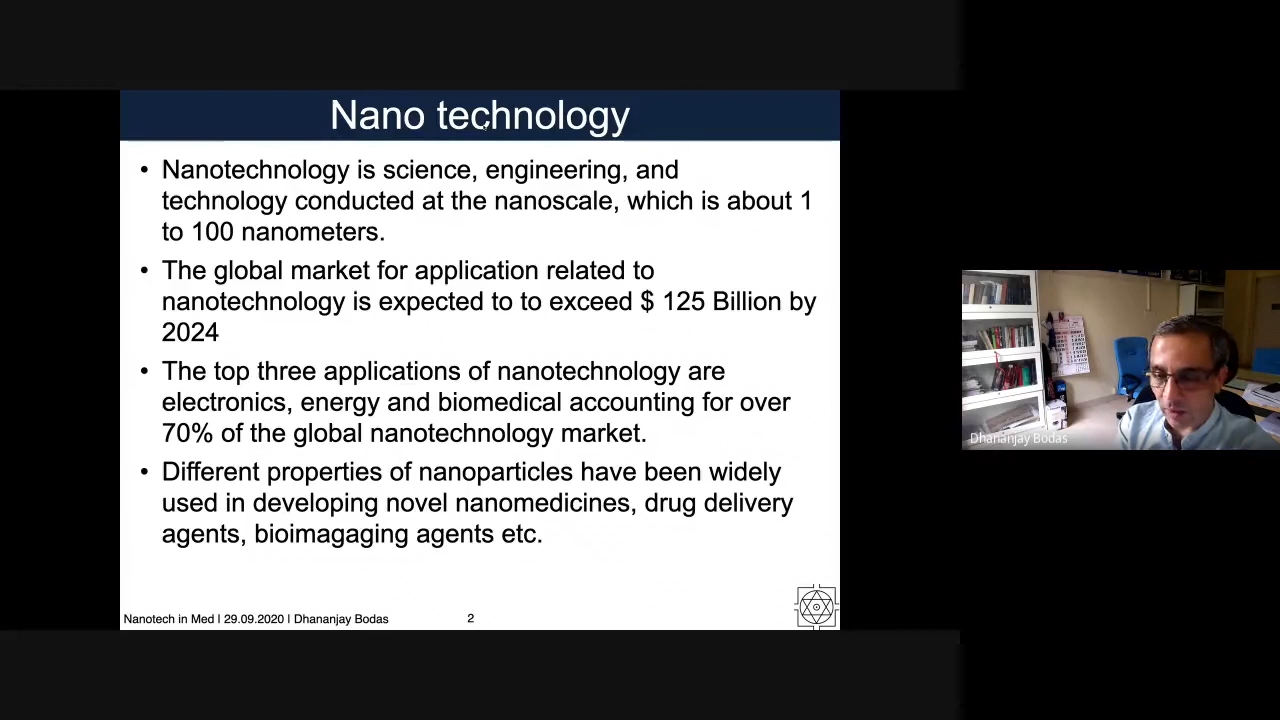 Nano technology
• Nanotechnology is science, engineering, and
technology conducted at the nanoscale, which is about 1
to 100 nanometers.
• The global market for application related to
nanotechnology is expected to to exceed $ 125 Billion by
2024
• The top three applications of nanotechnology are
electronics, energy and biomedical accounting for over
70% of the global nanotechnology market.
• Different properties of nanoparticles have been widely
used in developing novel nanomedicines, drug delivery
agents, bioimagaging agents etc.
Nanotech in Med I 29.09.2020 I Dhananjay Bodas
2
Dhananjay Bodas